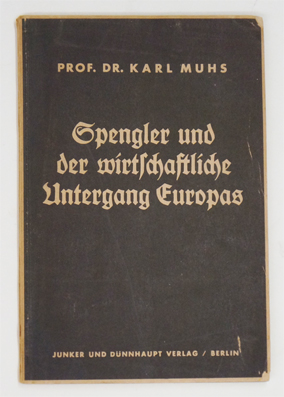 PROF. DR. KARL MUHS
Spengler und
der wirtſchaftliche
Untergang Europas
JUNKER UND DÜNNHAUPT VERLAG / BERLIN